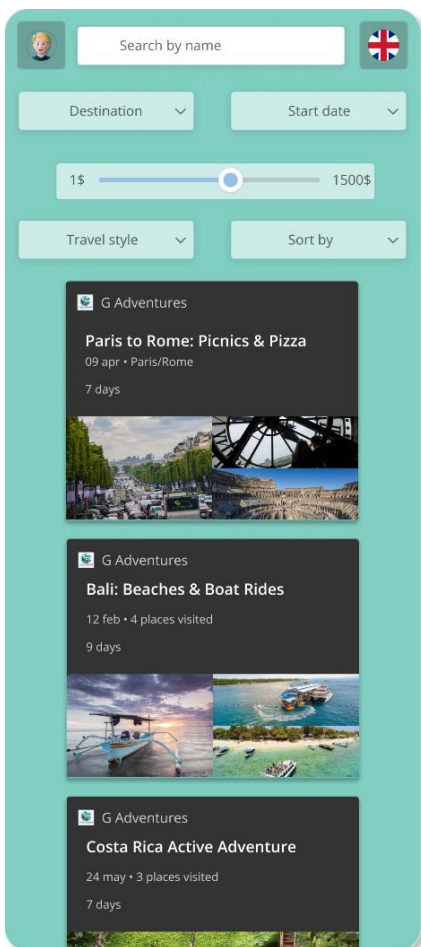 Search by name
Destination
Start date
1$
1500$
Travel style
Sort by
G Adventures
Paris to Rome: Picnics & Pizza
09 apr • Paris/Rome
7 days
G Adventures
Bali: Beaches & Boat Rides
12 feb • 4 places visited
9 days
G Adventures
Costa Rica Active Adventure
24 may • 3 places visited
7 days